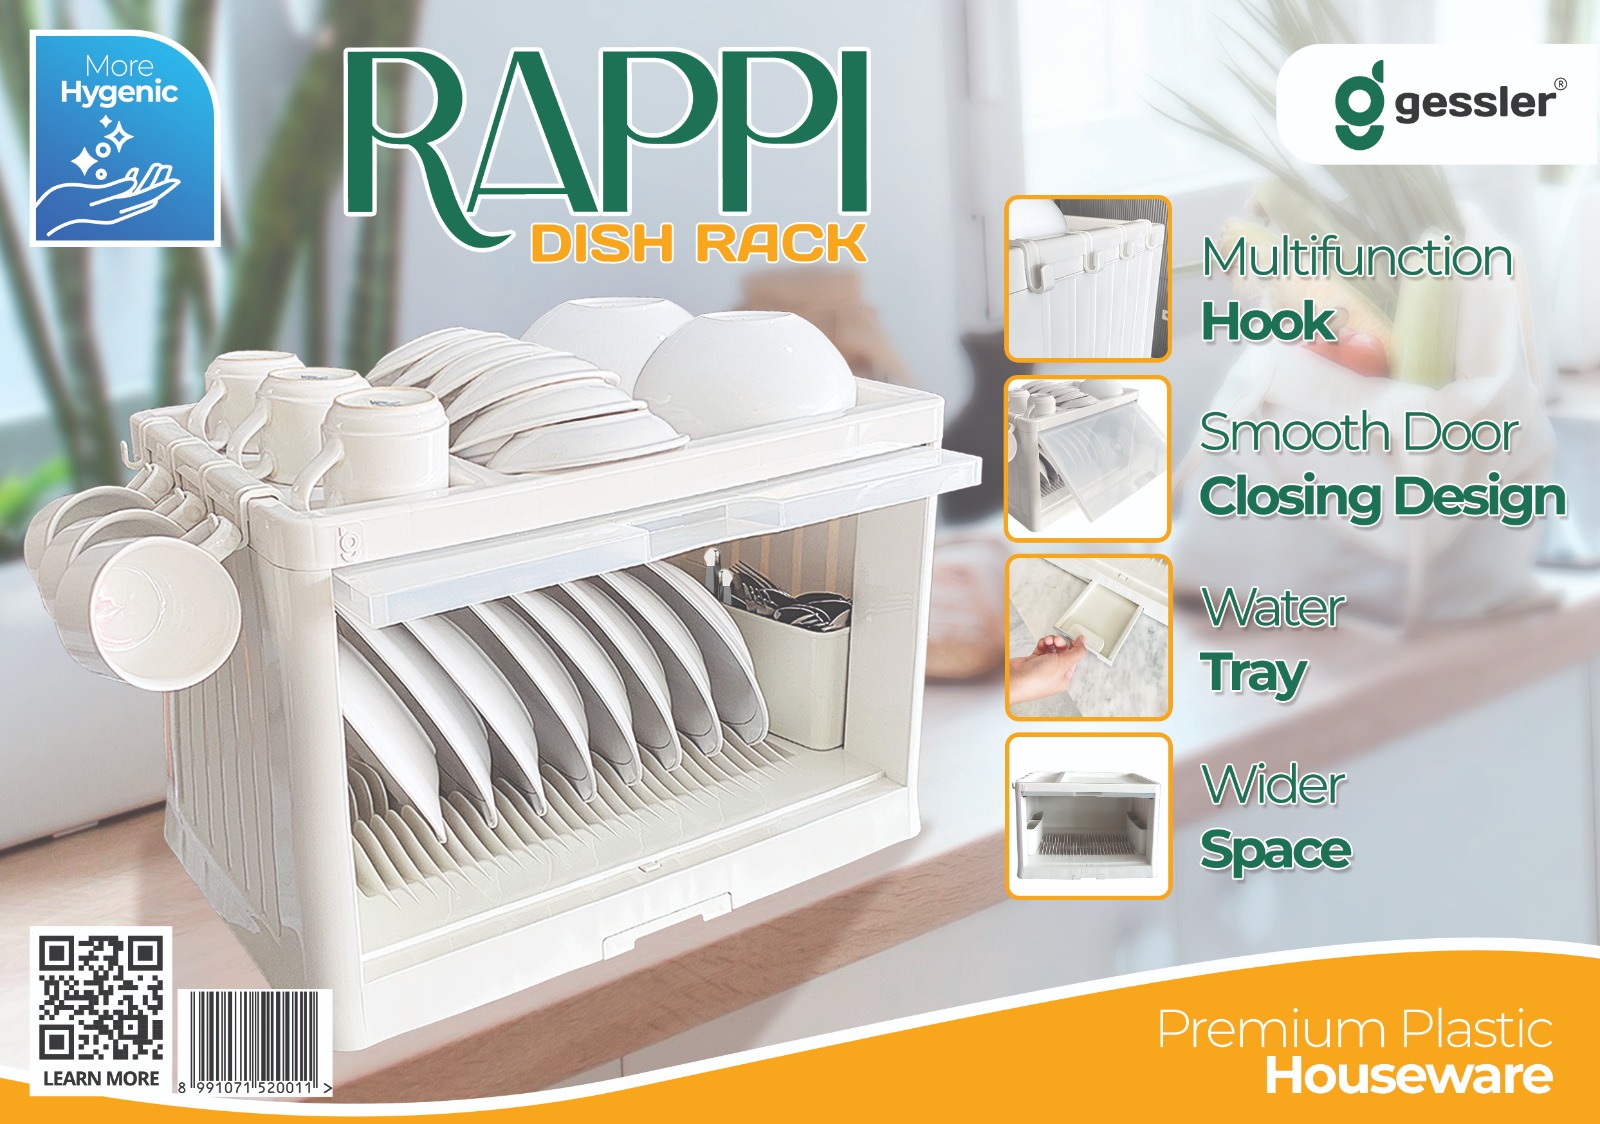 More
Hygenic
RAPPI
DISH RACK
gessler®
Multifunction
Hook
Smooth Door
Closing Design
Water
Tray
Wider
Space
LEARN MORE
8 991071 520011 >
Premium Plastic
Houseware